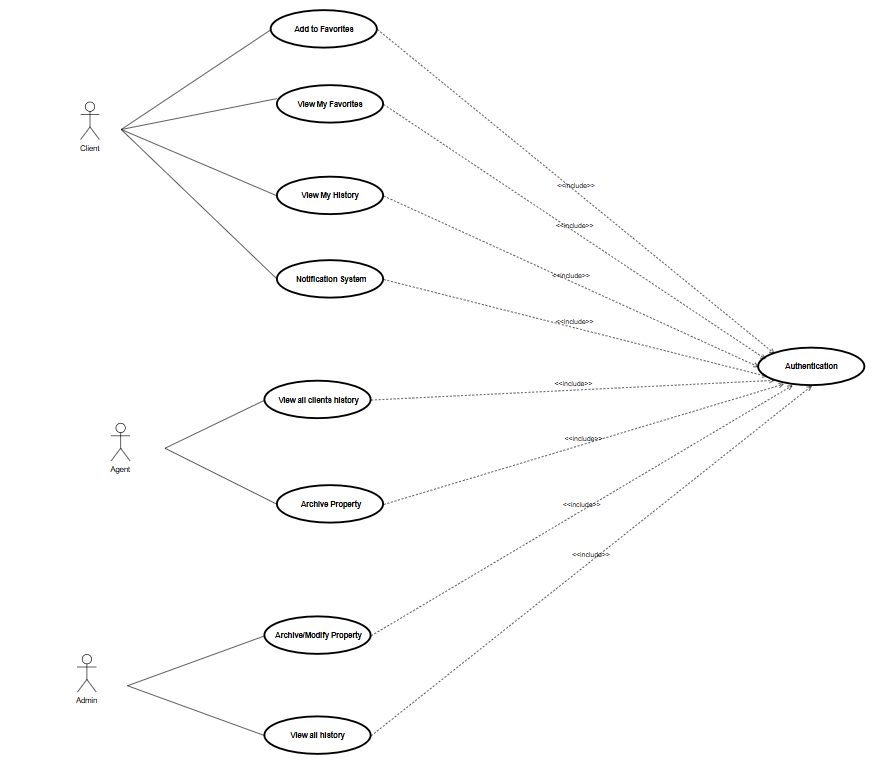 Add to Favorites
View My Favorites
Client
<<include>>
View My History
<<include>>
<<include>>
Notification System
<<include>>
Authentication
<<include>>
View all clients history
Agent
<<include>>
Archive Property
<<include>>
<<include>>
Archive/Modify Property
Admin
View all history